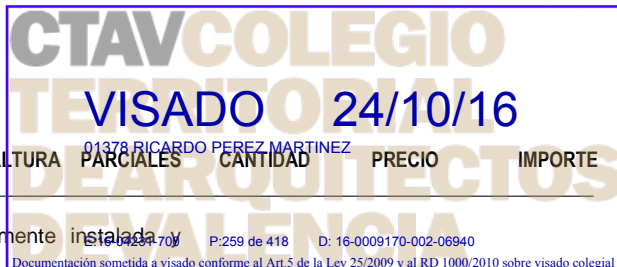 CTAVCOLEGIO
TERRITORIAL
VISADO 24/10/16
01378 RICARDO PEREZ MARTINEZ
LTURA PARCIALES CANTIDAD PRECIO IMPORTE
DEARQUITECTOS
DEVALENCIA
mente instalada y
E:16-04231-700 P:259 de 418 D: 16-0009170-002-06940
Documentación sometida a visado conforme al Art.5 de la Ley 25/2009 y al RD 1000/2010 sobre visado colegial